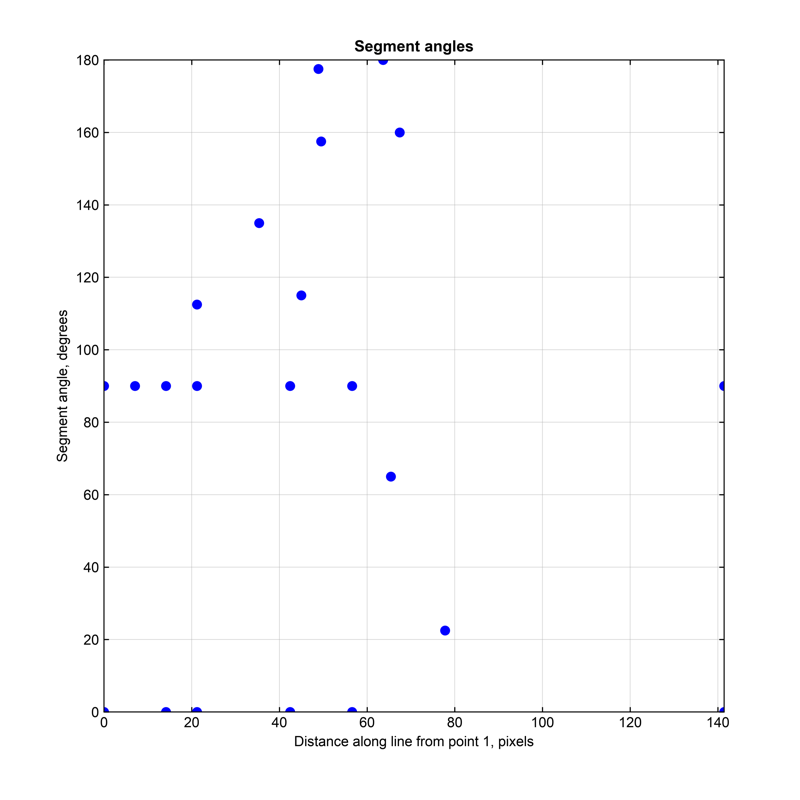 Segment angles
180
160
140
120
100
80
60
40
20
0
Segment angle, degrees
0 20 40 60 80 100 120 140
Distance along line from point 1, pixels